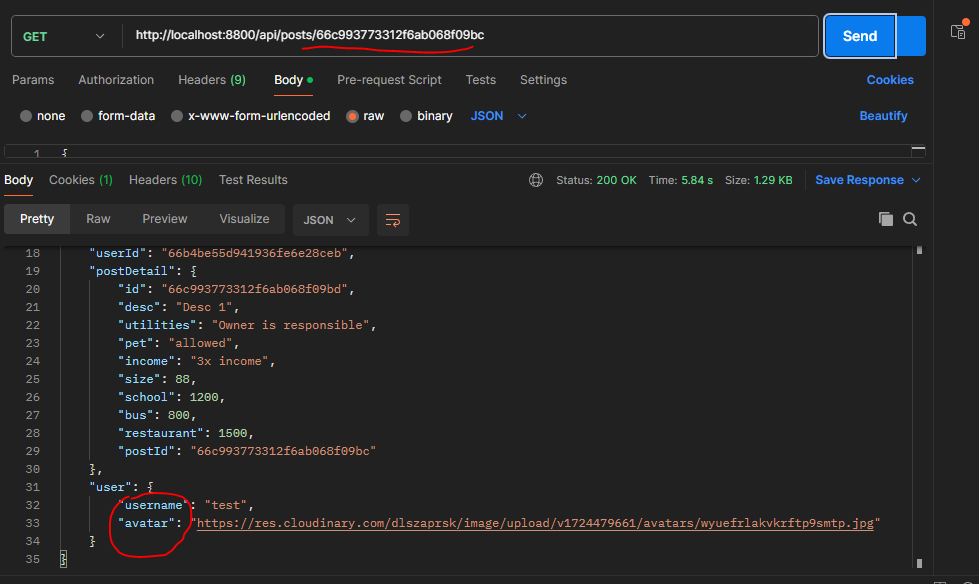 GET http://localhost:8800/api/posts/66c993773312f6ab068f09bc Send
Params Authorization Headers (9) Body Pre-request Script Tests Settings Cookies
none form-data x-www-form-urlencoded raw binary JSON Beautify
1 {
Body Cookies (1) Headers (10) Test Results Status: 200 OK Time: 5.84 s Size: 1.29 KB Save Response
Pretty Raw Preview Visualize JSON
18 "userId": "66b4be55d941936fe6e28ceb",
19 "postDetail": {
20 "id": "66c993773312f6ab068f09bd",
21 "desc": "Desc 1",
22 "utilities": "Owner is responsible",
23 "pet": "allowed",
24 "income": "3x income",
25 "size": 88,
26 "school": 1200,
27 "bus": 800,
28 "restaurant": 1500,
29 "postId": "66c993773312f6ab068f09bc"
30 },
31 "user": {
32 "username": "test",
33 "avatar": "https://res.cloudinary.com/dlszaprsk/image/upload/v1724479661/avatars/wyuefrlakvkrftp9smtp.jpg"
34 }
35 }